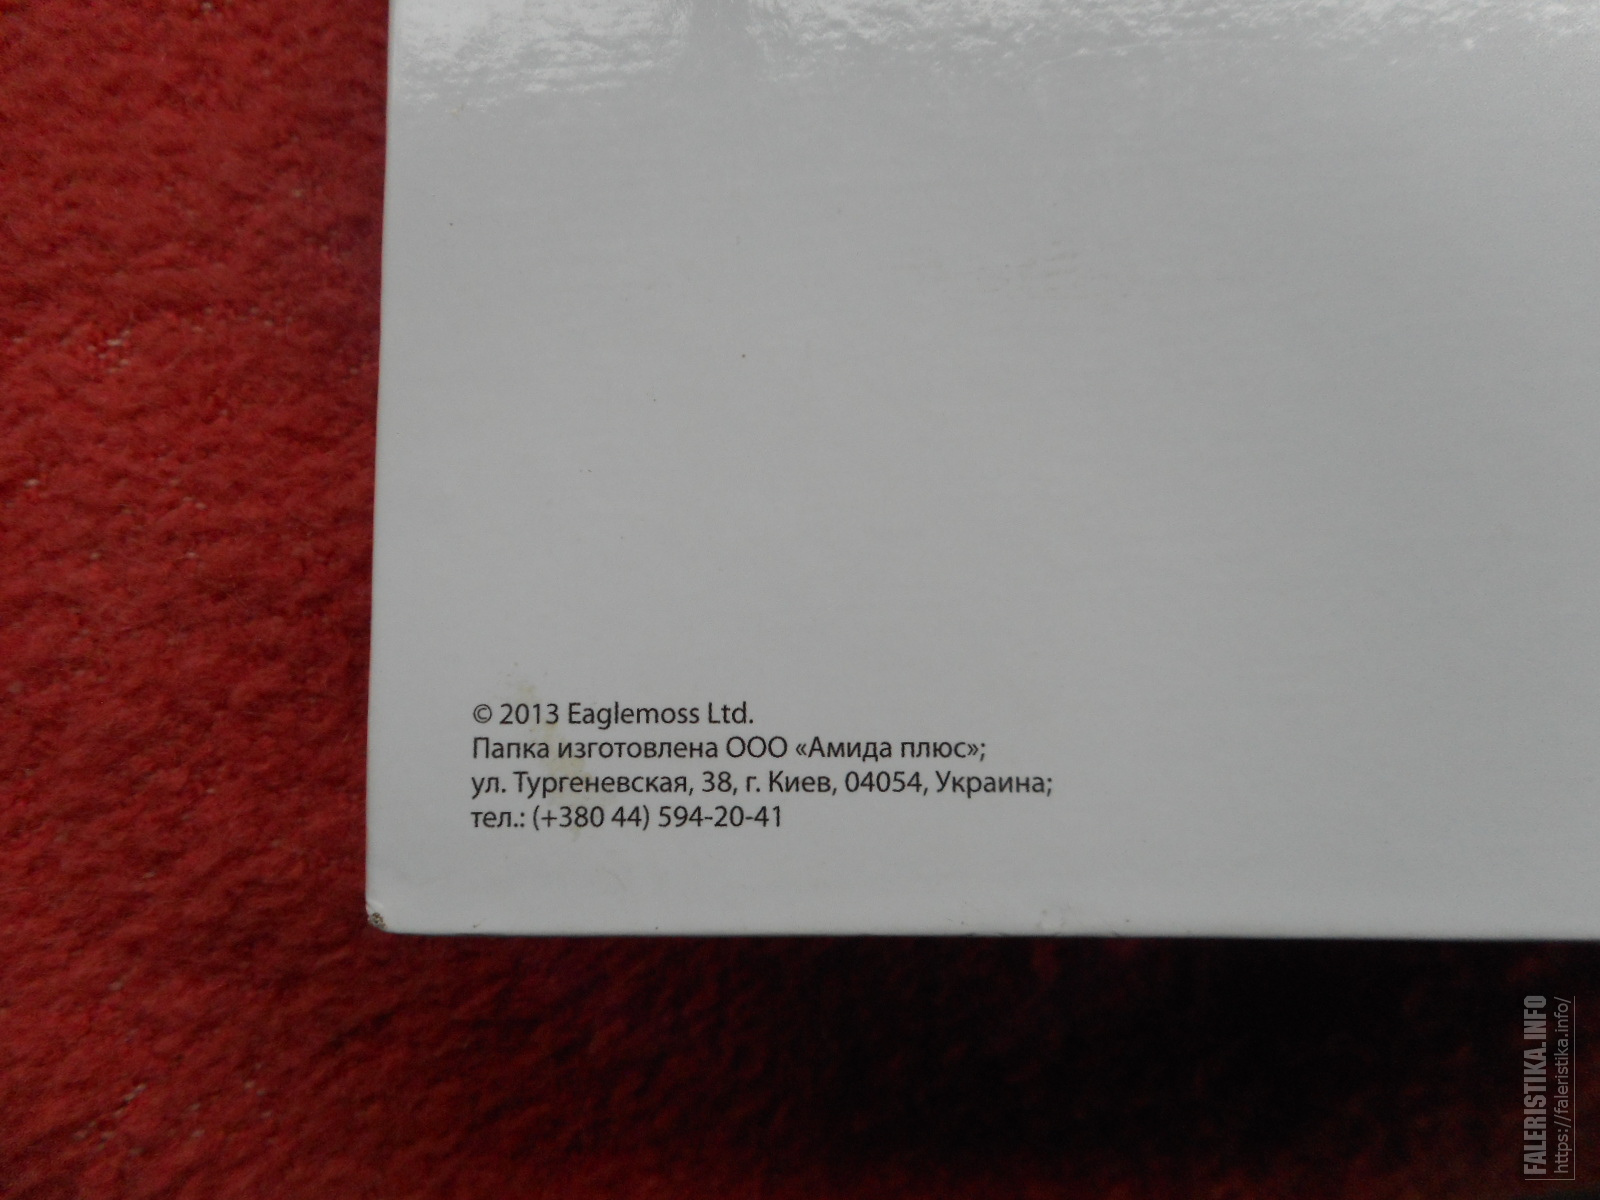 © 2013 Eaglemoss Ltd.
Папка изготовлена ООО «Амида плюс»;
ул. Тургеневская, 38, г. Киев, 04054, Украина;
тел.: (+380 44) 594-20-41
FALERISTIKA.INFO
https://faleristika.info/